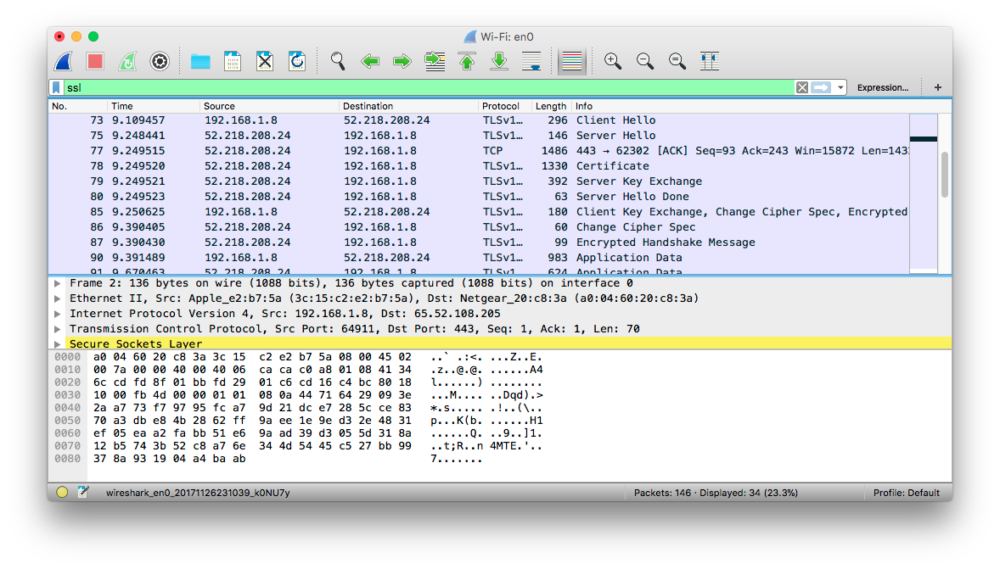 Wi-Fi: en0
ssl Expression... +
No. Time Source Destination Protocol Length Info
73 9.109457 192.168.1.8 52.218.208.24 TLSv1… 296 Client Hello
75 9.248441 52.218.208.24 192.168.1.8 TLSv1… 146 Server Hello
77 9.249515 52.218.208.24 192.168.1.8 TCP 1486 443 → 62302 [ACK] Seq=93 Ack=243 Win=15872 Len=143
78 9.249520 52.218.208.24 192.168.1.8 TLSv1… 1330 Certificate
79 9.249521 52.218.208.24 192.168.1.8 TLSv1… 392 Server Key Exchange
80 9.249523 52.218.208.24 192.168.1.8 TLSv1… 63 Server Hello Done
85 9.250625 192.168.1.8 52.218.208.24 TLSv1… 180 Client Key Exchange, Change Cipher Spec, Encrypted
86 9.390405 52.218.208.24 192.168.1.8 TLSv1… 60 Change Cipher Spec
87 9.390430 52.218.208.24 192.168.1.8 TLSv1… 99 Encrypted Handshake Message
90 9.391489 192.168.1.8 52.218.208.24 TLSv1… 983 Application Data
91 9.670463 52.218.208.24 192.168.1.8 TLSv1… 624 Application Data
Frame 2: 136 bytes on wire (1088 bits), 136 bytes captured (1088 bits) on interface 0
Ethernet II, Src: Apple_e2:b7:5a (3c:15:c2:e2:b7:5a), Dst: Netgear_20:c8:3a (a0:04:60:20:c8:3a)
Internet Protocol Version 4, Src: 192.168.1.8, Dst: 65.52.108.205
Transmission Control Protocol, Src Port: 64911, Dst Port: 443, Seq: 1, Ack: 1, Len: 70
Secure Sockets Layer
0000 a0 04 60 20 c8 3a 3c 15 c2 e2 b7 5a 08 00 45 02 ..` .:<. ...Z..E.
0010 00 7a 00 00 40 00 40 06 ca ca c0 a8 01 08 41 34 .z..@.@. ......A4
0020 6c cd fd 8f 01 bb fd 29 01 c6 cd 16 c4 bc 80 18 l......) ........
0030 10 00 fb 4d 00 00 01 01 08 0a 44 71 64 29 09 3e ...M.... ..Dqd).>
0040 2a a7 73 f7 97 95 fc a7 9d 21 dc e7 28 5c ce 83 *.s..... .!..(\..
0050 70 a3 db e8 4b 28 62 ff 9a ee 1e 9e d3 2e 48 31 p...K(b. ......H1
0060 ef 05 ea a2 fa bb 51 e6 9a ad 39 d3 05 5d 31 8a ......Q. ..9..]1.
0070 12 b5 74 3b 52 c8 a7 6e 34 4d 54 45 c5 27 bb 99 ..t;R..n 4MTE.'..
0080 37 8a 93 19 04 a4 ba ab 7.......
wireshark_en0_20171126231039_k0NU7y Packets: 146 · Displayed: 34 (23.3%) Profile: Default